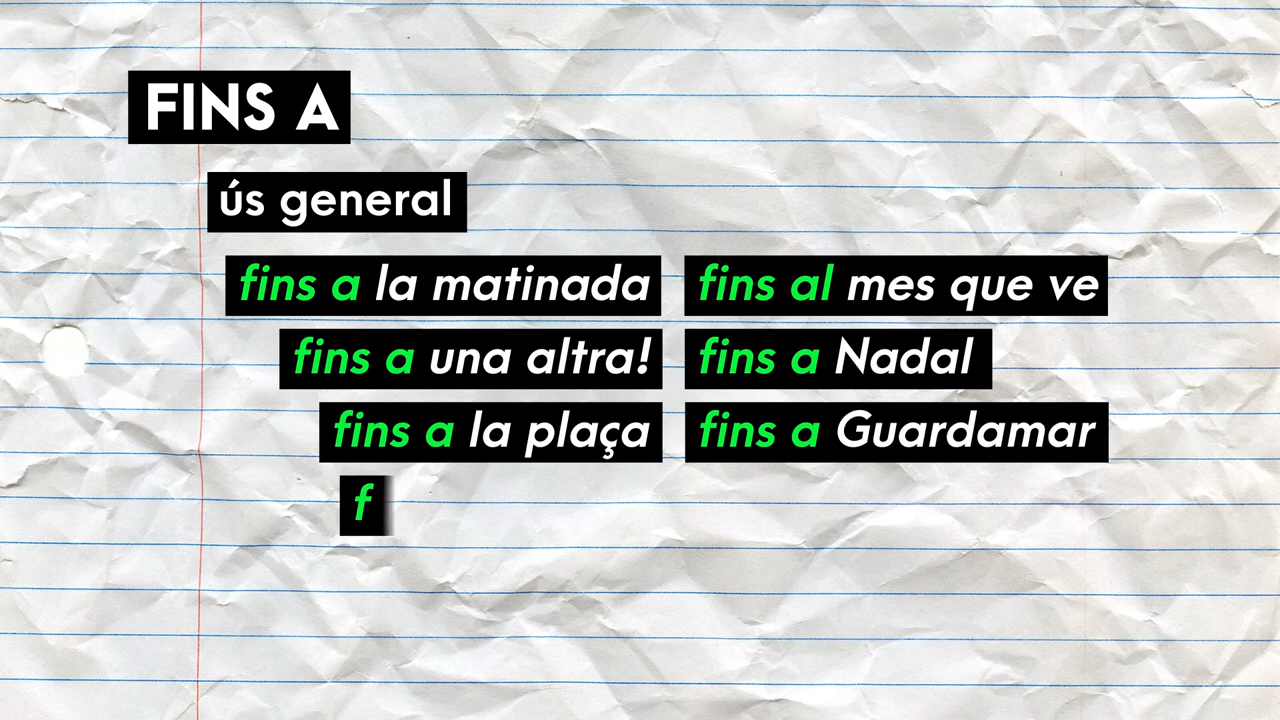 FINS A
ús general
fins a la matinada fins al mes que ve
fins a una altra! fins a Nadal
fins a la plaça fins a Guardamar
f